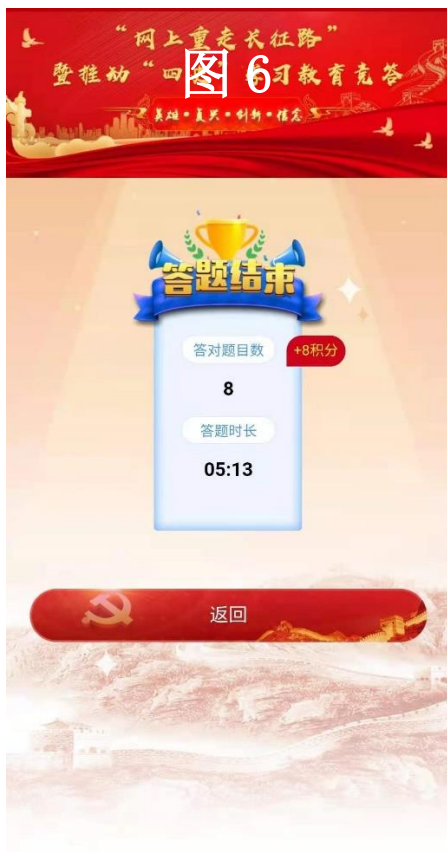 “网上重走长征路”
暨推动“四 习教育竞答
图 6
英雄·复兴·创新·信念
答题结束
答对题目数
+8积分
8
答题时长
05:13
返回